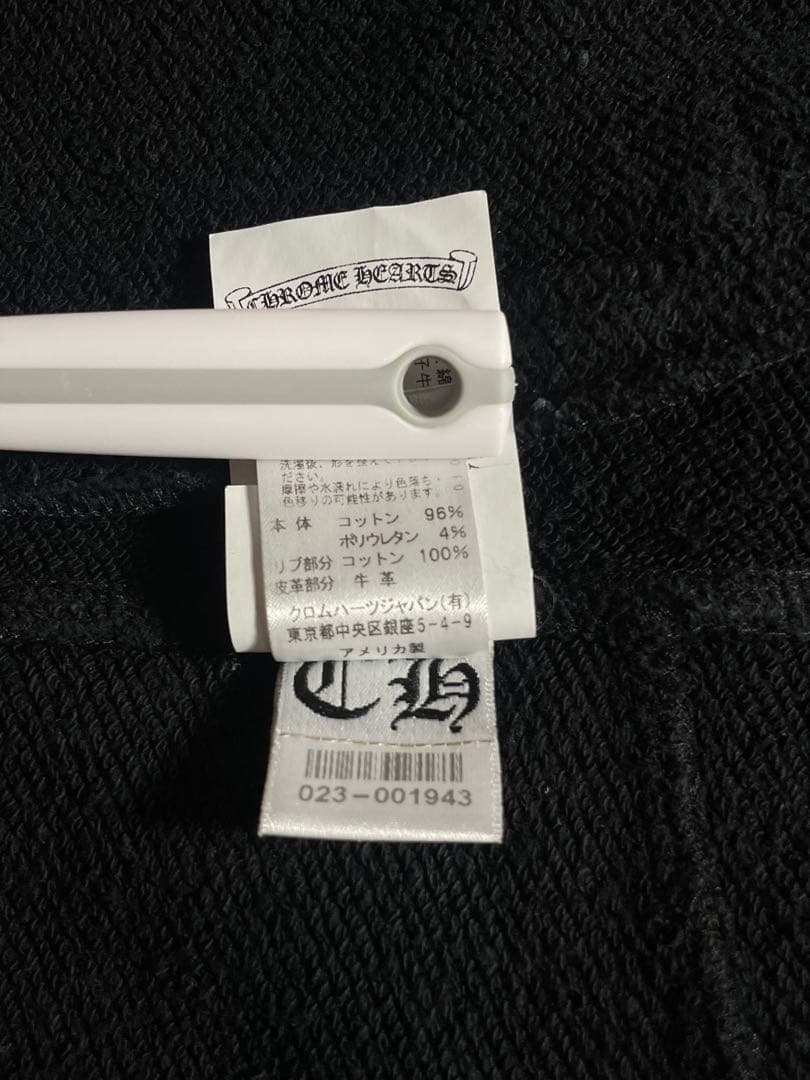 CHROME HEARTS
綿
子牛
洗濯後、形を整えて
ださい。
摩擦や水濡れにより色落ち・
色移りの可能性があります。
本体 コットン 96%
ポリウレタン 4%
リブ部分 コットン 100%
皮革部分 牛革
クロムハーツジャパン(有)
東京都中央区銀座5-4-9
アメリカ製
CH
023-001943